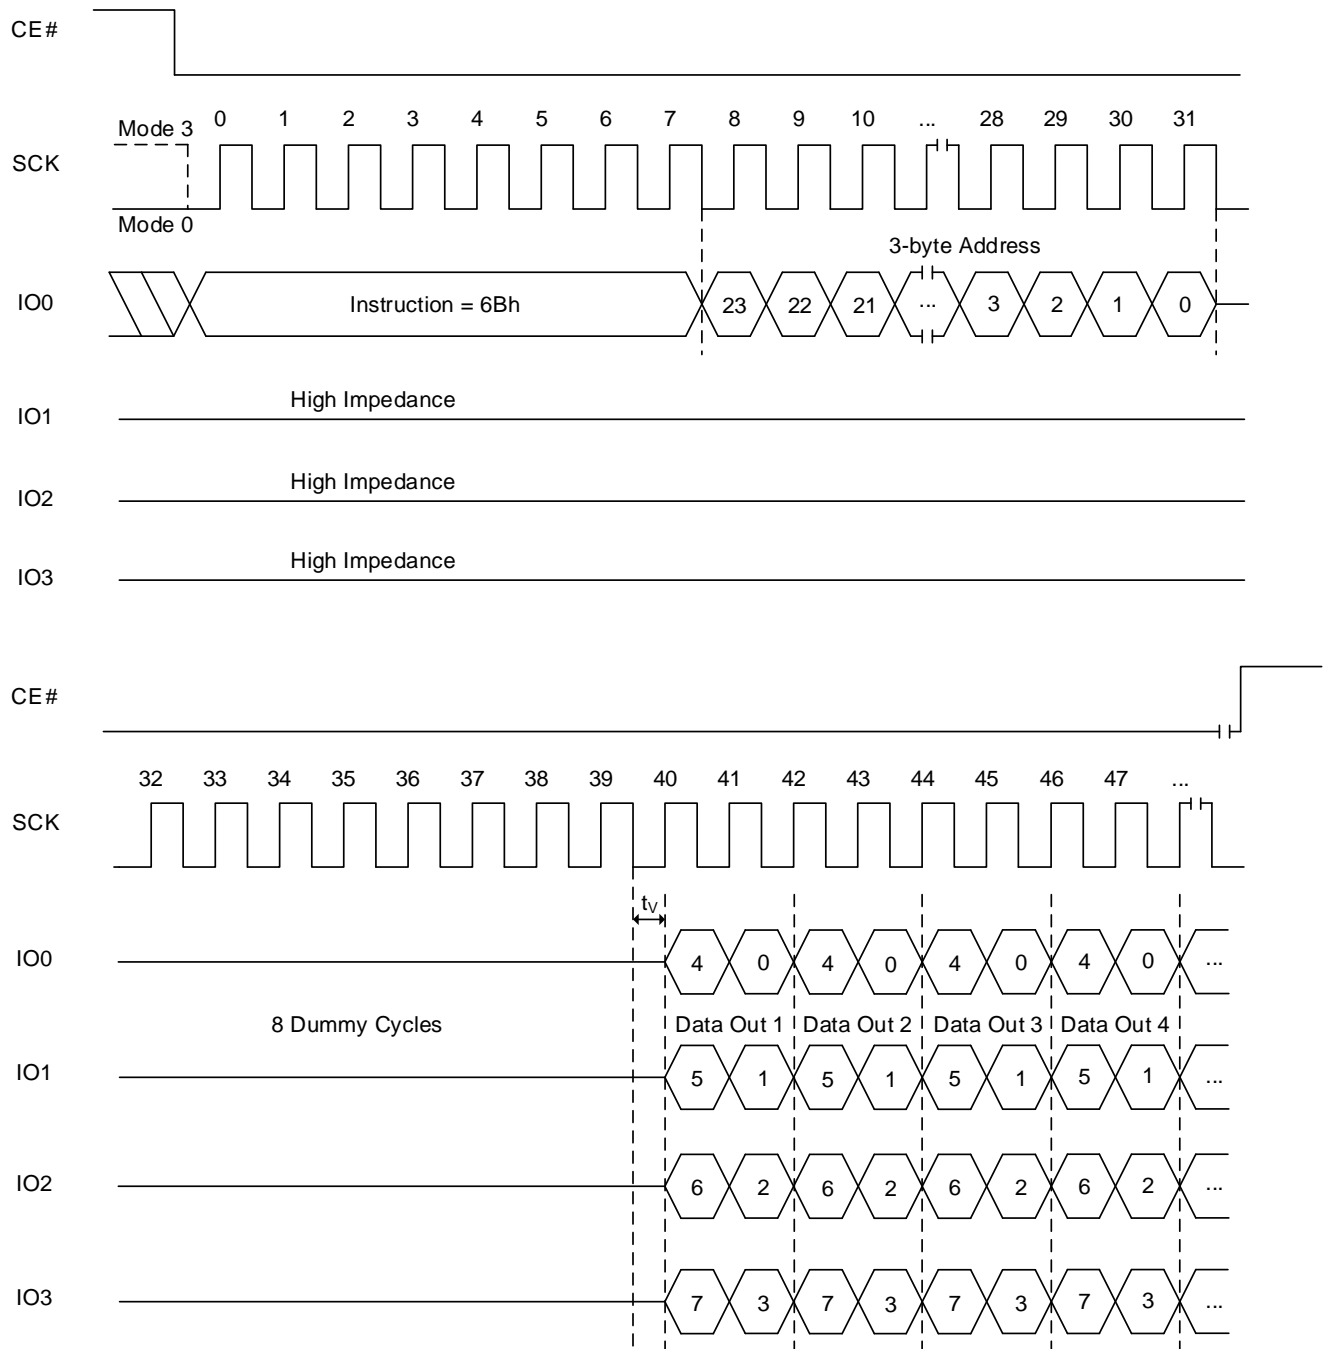 CE#
Mode 3 0 1 2 3 4 5 6 7 8 9 10 ... 28 29 30 31
SCK
Mode 0
3-byte Address
IO0 Instruction = 6Bh 23 22 21 ... 3 2 1 0
High Impedance
IO1
High Impedance
IO2
High Impedance
IO3
CE#
32 33 34 35 36 37 38 39 40 41 42 43 44 45 46 47 ...
SCK
tV
IO0 4 0 4 0 4 0 4 0 ...
8 Dummy Cycles Data Out 1 Data Out 2 Data Out 3 Data Out 4
IO1 5 1 5 1 5 1 5 1 ...
IO2 6 2 6 2 6 2 6 2 ...
IO3 7 3 7 3 7 3 7 3 ...